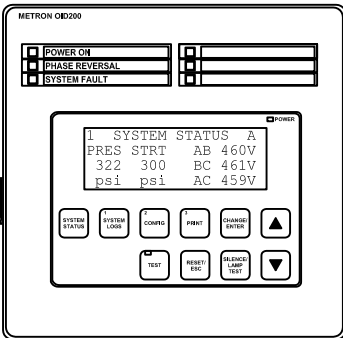 METRON OID200
POWER ON
PHASE REVERSAL
SYSTEM FAULT
POWER
1 SYSTEM STATUS A
PRES STRT AB 460V
322 300 BC 461V
psi psi AC 459V
SYSTEM STATUS
1 SYSTEM LOGS
2 CONFIG
3 PRINT
CHANGE/ ENTER
TEST
RESET/ ESC
SILENCE/ LAMP TEST